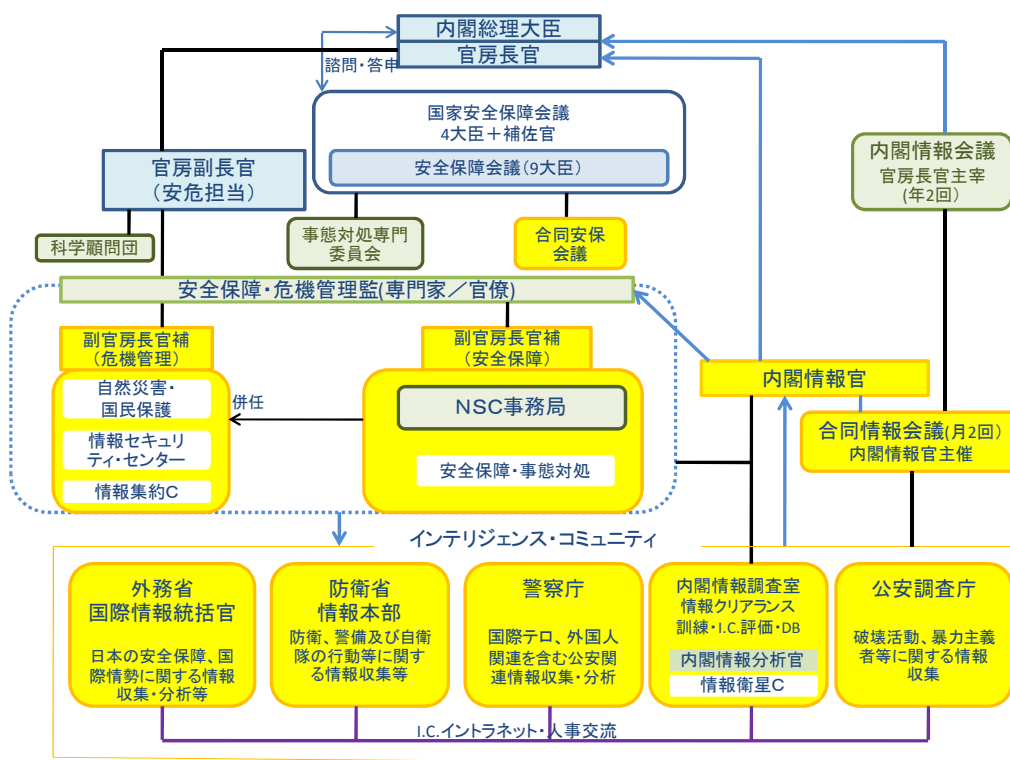 内閣総理大臣
官房長官
諮問・答申
国家安全保障会議
4大臣＋補佐官
安全保障会議(9大臣)
内閣情報会議
官房長官主宰
(年2回)
官房副長官
(安危担当)
科学顧問団
事態対処専門
委員会
合同安保
会議
安全保障・危機管理監(専門家／官僚)
副官房長官補
(危機管理)
自然災害・
国民保護
情報セキュリ
ティ・センター
情報集約C
併任
副官房長官補
(安全保障)
NSC事務局
安全保障・事態対処
内閣情報官
合同情報会議(月2回)
内閣情報官主催
インテリジェンス・コミュニティ
外務省
国際情報統括官
日本の安全保障、国
際情勢に関する情報
収集・分析等
防衛省
情報本部
防衛、警備及び自衛
隊の行動等に関す
る情報収集等
警察庁
国際テロ、外国人
関連を含む公安関
連情報収集・分析
内閣情報調査室
情報クリアランス
訓練・I.C.評価・DB
内閣情報分析官
情報衛星C
公安調査庁
破壊活動、暴力主義
者等に関する情報
収集
I.C.イントラネット・人事交流